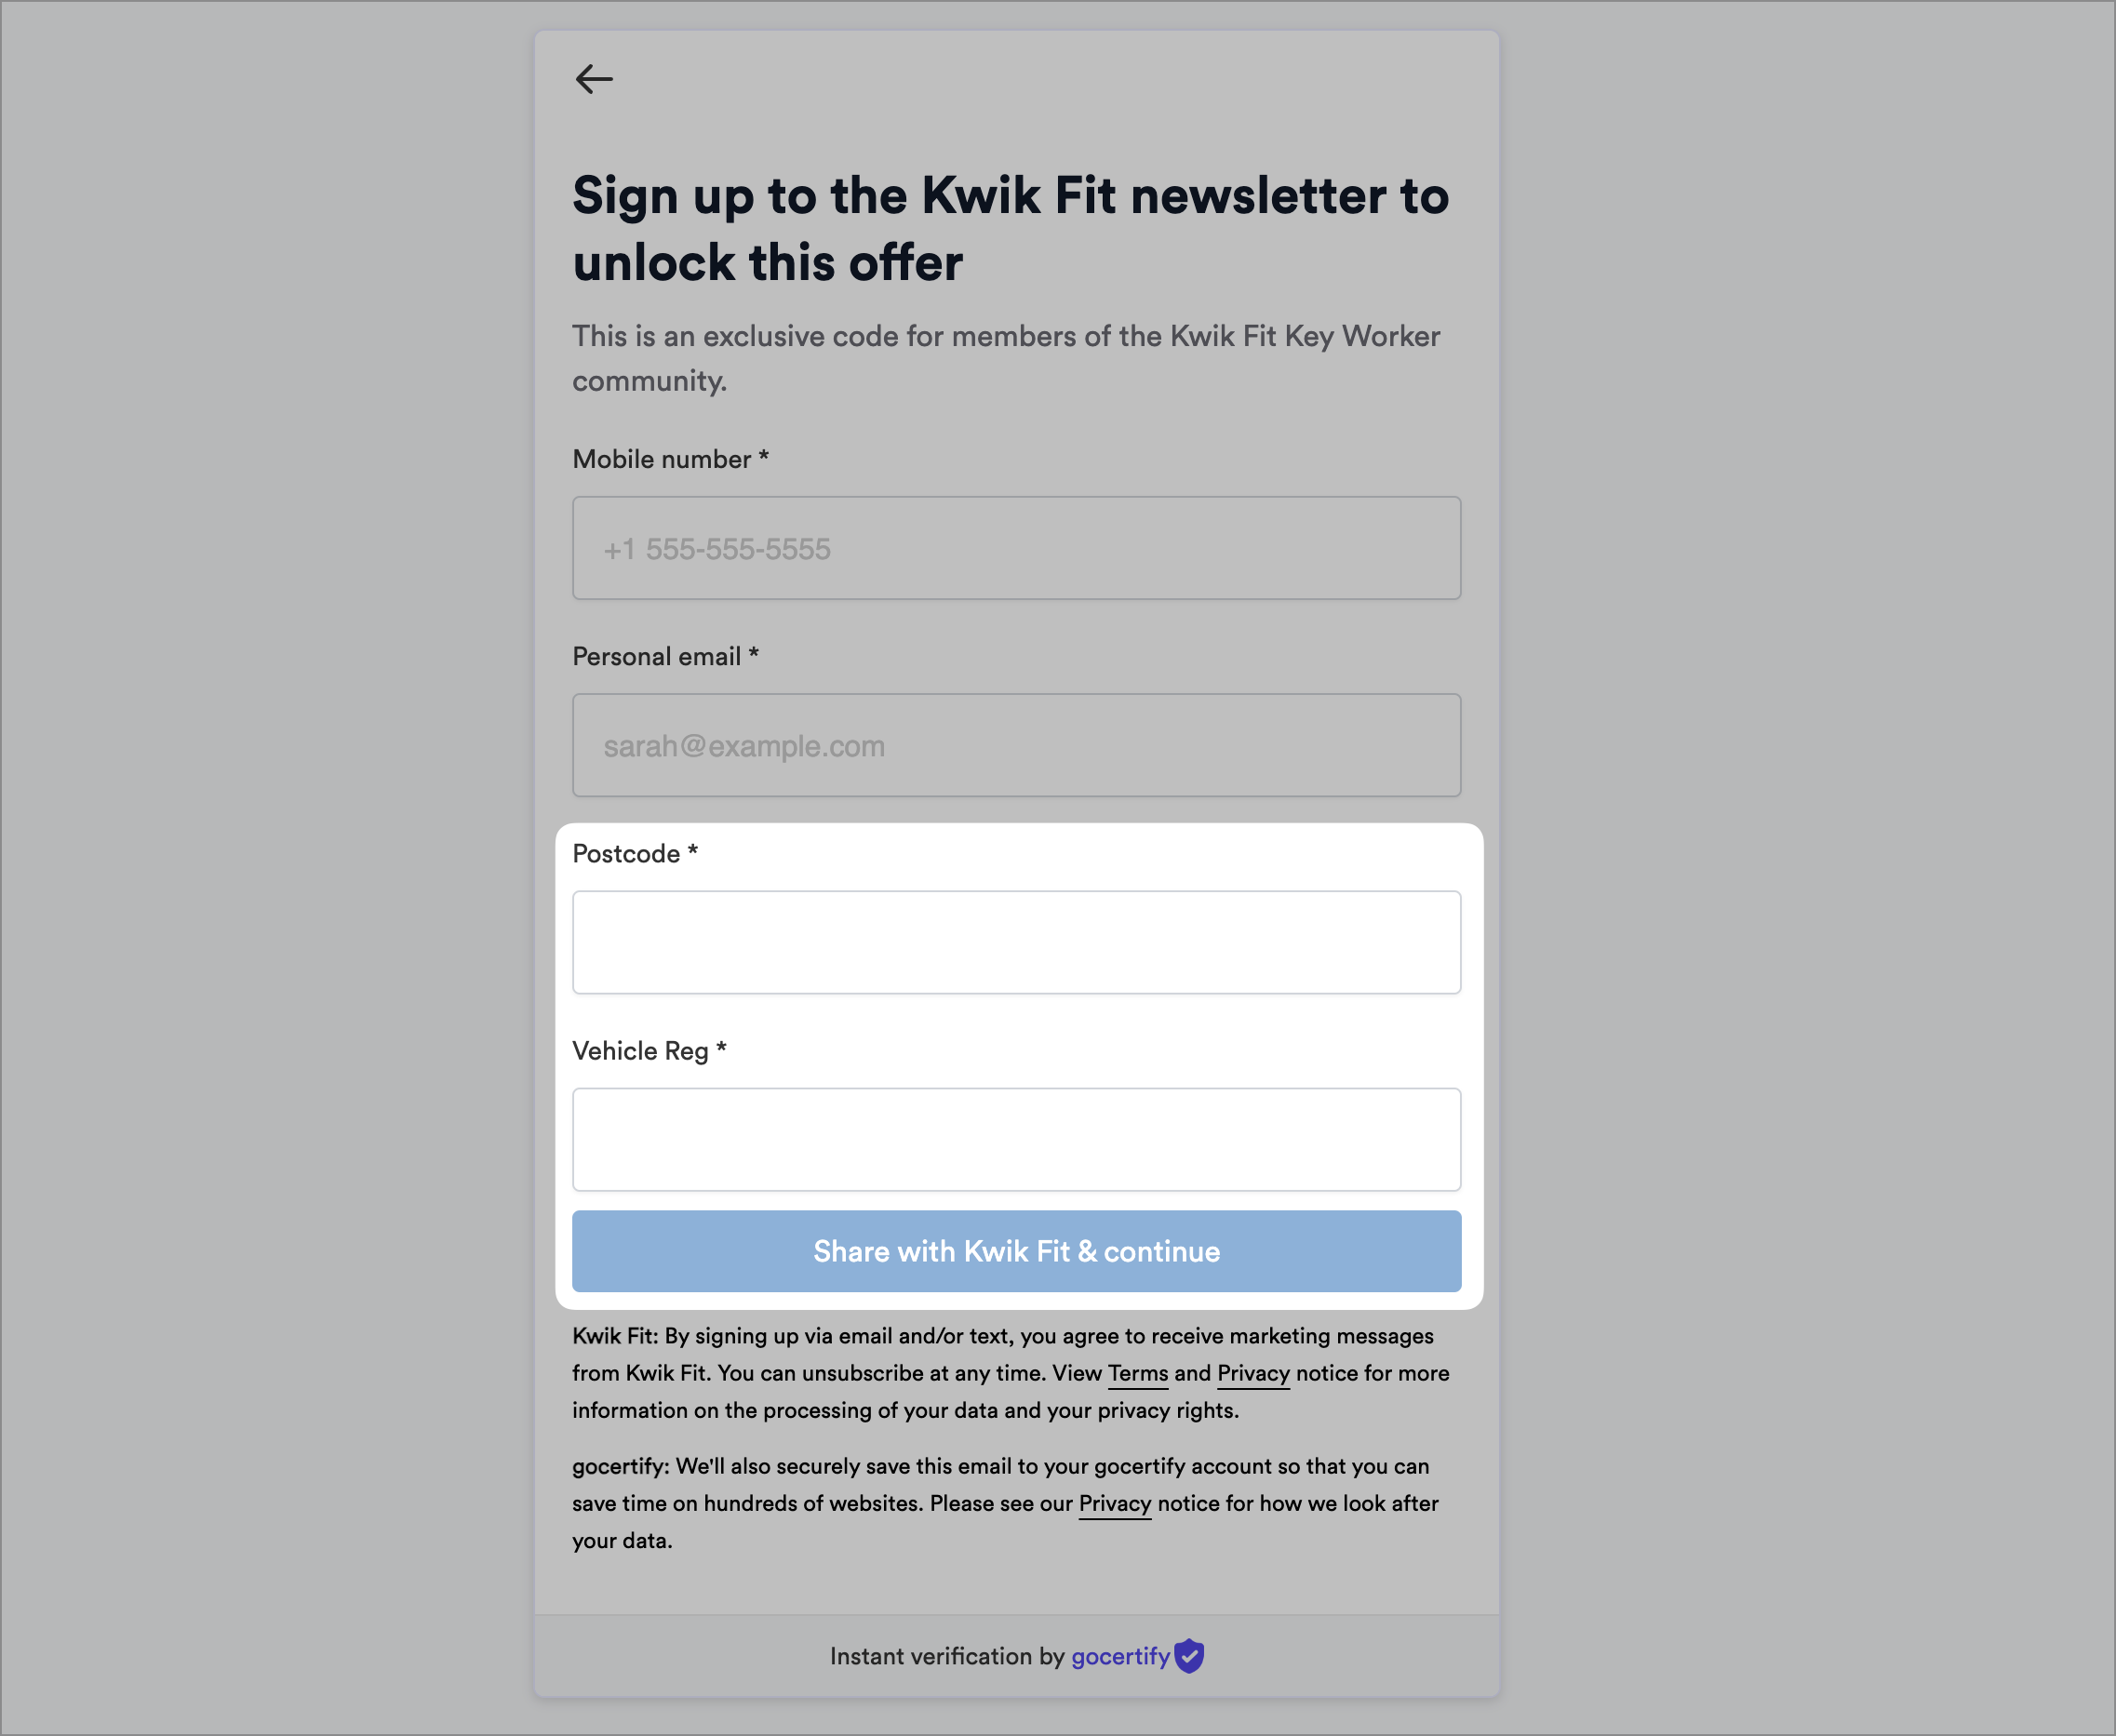 Sign up to the Kwik Fit newsletter to
unlock this offer
This is an exclusive code for members of the Kwik Fit Key Worker
community.
Mobile number *
+1 555-555-5555
Personal email *
sarah@example.com
Postcode *
Vehicle Reg *
Share with Kwik Fit & continue
Kwik Fit: By signing up via email and/or text, you agree to receive marketing messages
from Kwik Fit. You can unsubscribe at any time. View Terms and Privacy notice for more
information on the processing of your data and your privacy rights.
gocertify: We'll also securely save this email to your gocertify account so that you can
save time on hundreds of websites. Please see our Privacy notice for how we look after
your data.
Instant verification by gocertify